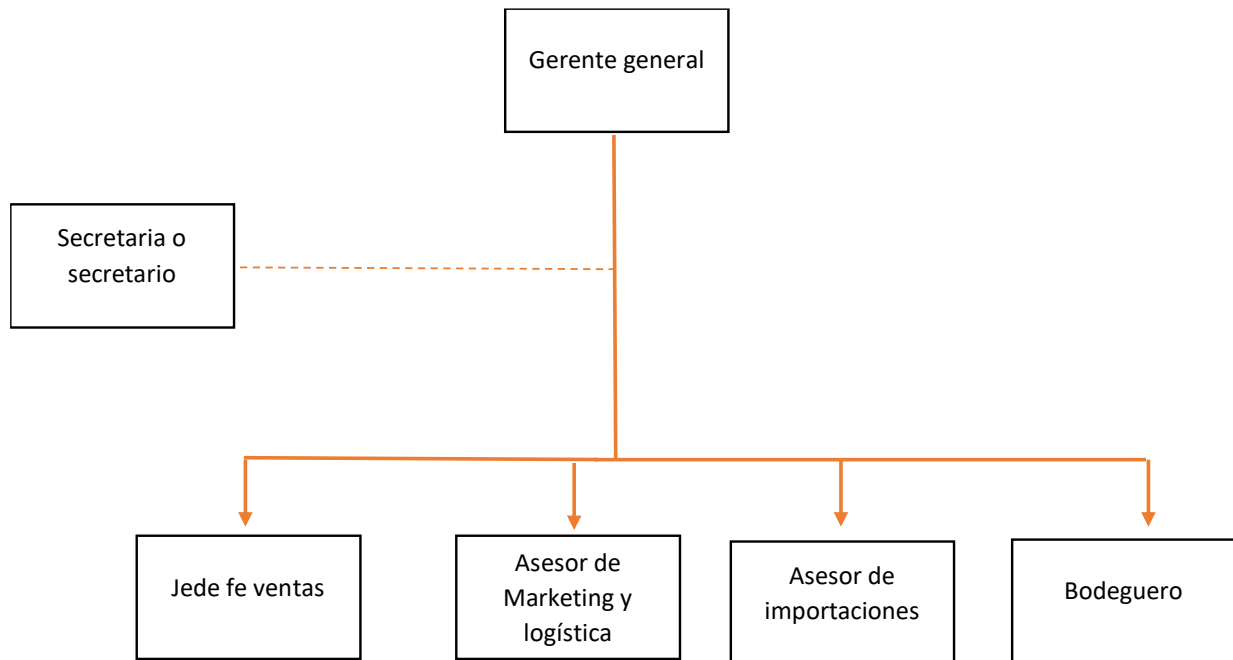 Gerente general
Secretaria o
secretario
Jede fe ventas
Asesor de
Marketing y
logística
Asesor de
importaciones
Bodeguero